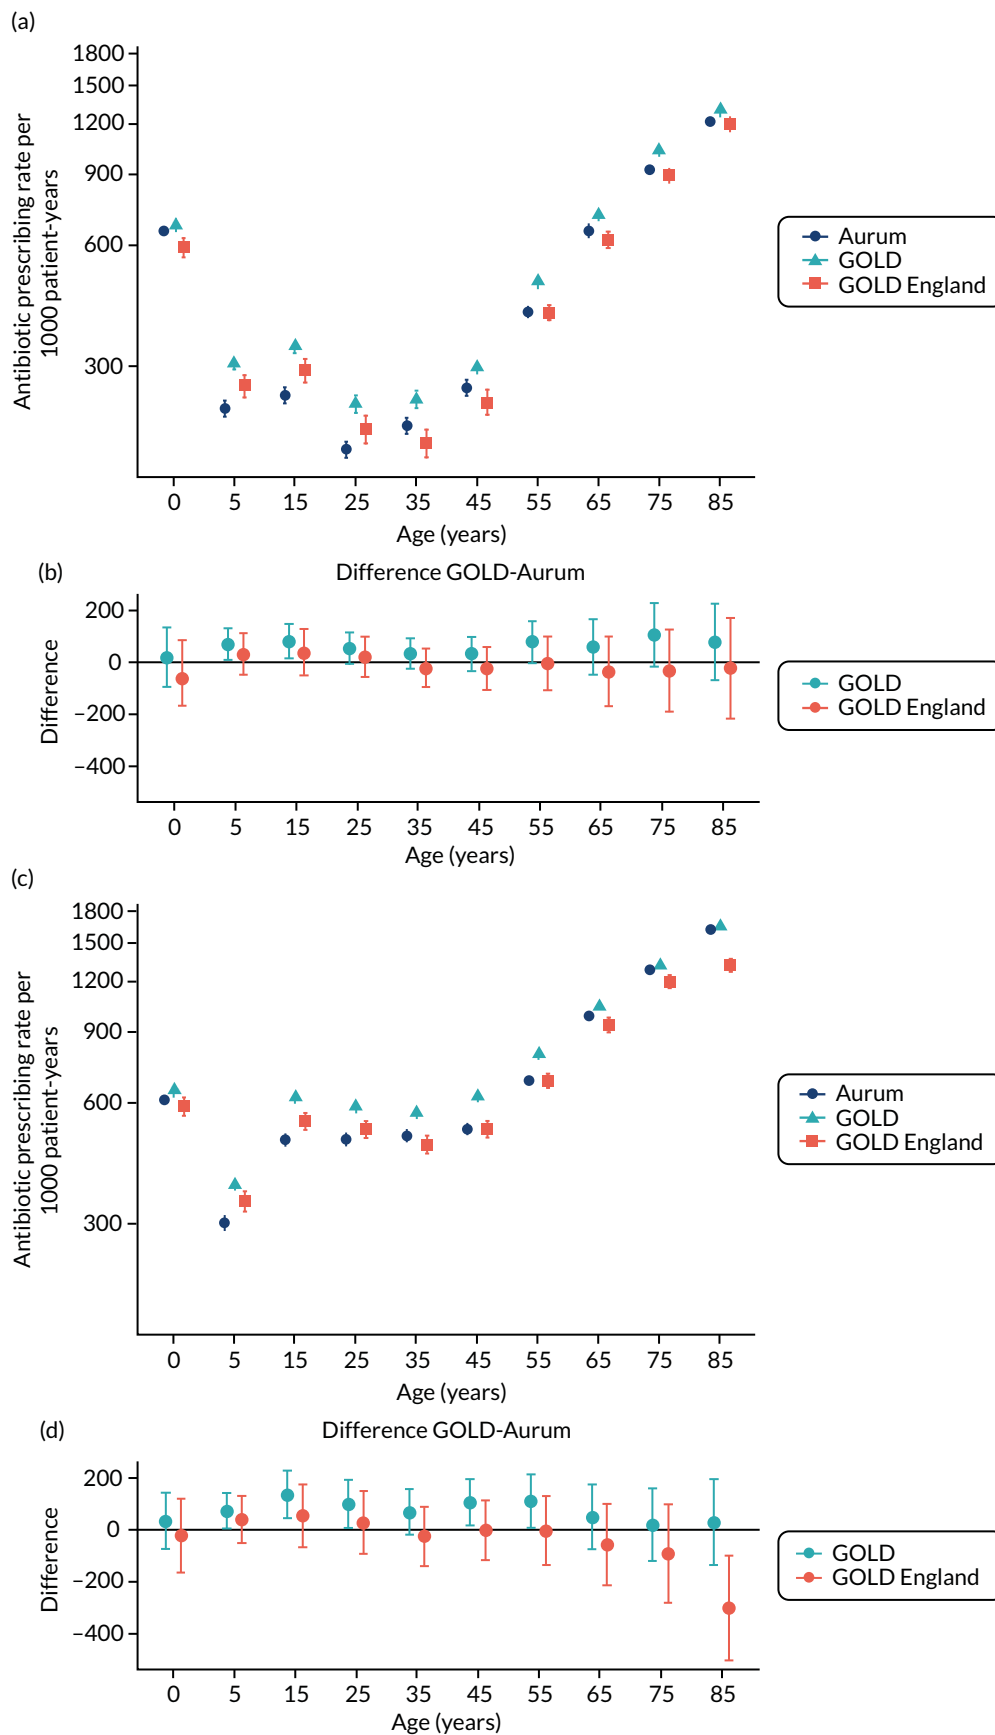 (a)
1800
1500
1200
900
600
300
Antibiotic prescribing rate per
1000 patient-years
0 5 15 25 35 45 55 65 75 85
Age (years)
Aurum
GOLD
GOLD England
(b)
Difference GOLD-Aurum
200
0
–200
–400
Difference
0 5 15 25 35 45 55 65 75 85
Age (years)
GOLD
GOLD England
(c)
1800
1500
1200
900
600
300
Antibiotic prescribing rate per
1000 patient-years
0 5 15 25 35 45 55 65 75 85
Age (years)
Aurum
GOLD
GOLD England
(d)
Difference GOLD-Aurum
200
0
–200
–400
Difference
0 5 15 25 35 45 55 65 75 85
Age (years)
GOLD
GOLD England